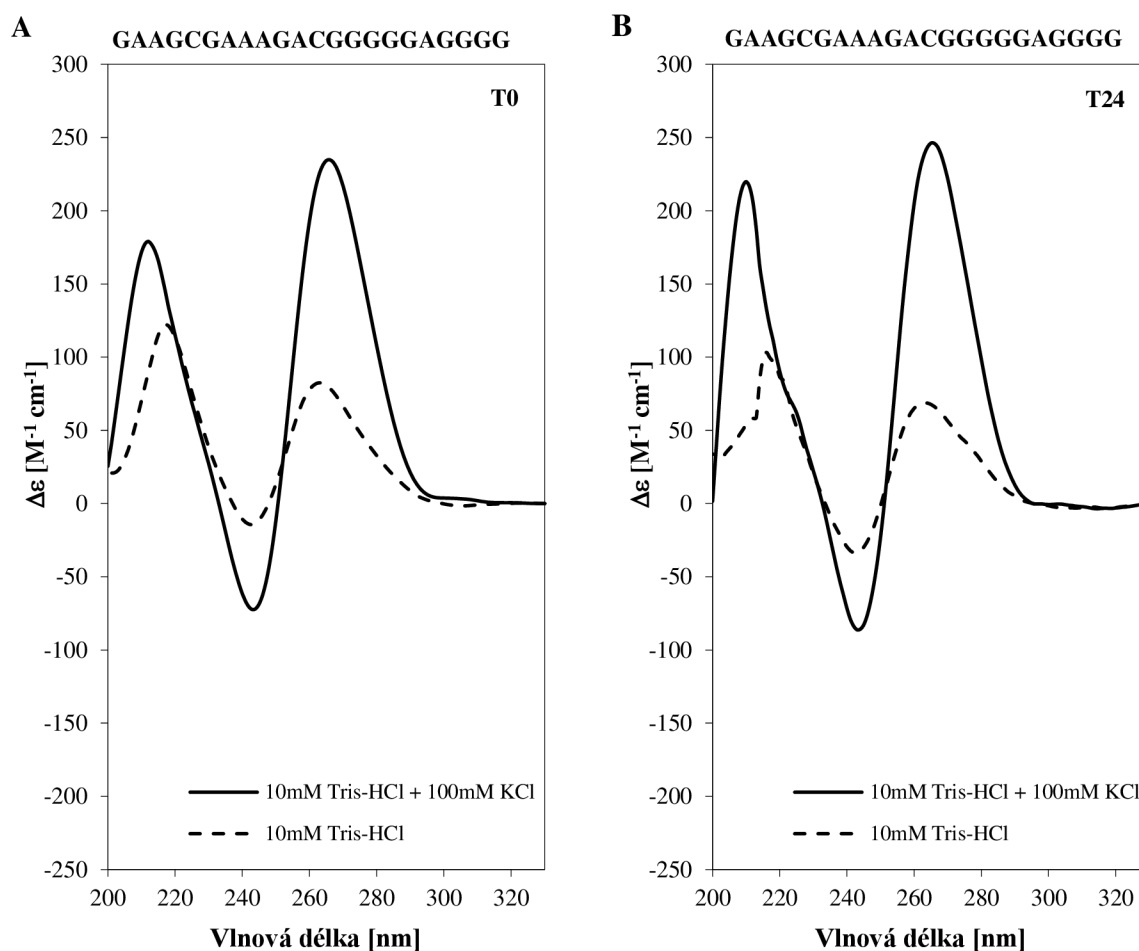 A
GAAGCGAAAGACGGGGGAGGGG
T0
300
250
200
150
100
50
0
-50
-100
-150
-200
-250
Δε [M-1 cm-1]
10mM Tris-HCl + 100mM KCl
10mM Tris-HCl
200 220 240 260 280 300 320
Vlnová délka [nm]
B
GAAGCGAAAGACGGGGGAGGGG
T24
300
250
200
150
100
50
0
-50
-100
-150
-200
-250
Δε [M-1 cm-1]
10mM Tris-HCl + 100mM KCl
10mM Tris-HCl
200 220 240 260 280 300 320
Vlnová délka [nm]